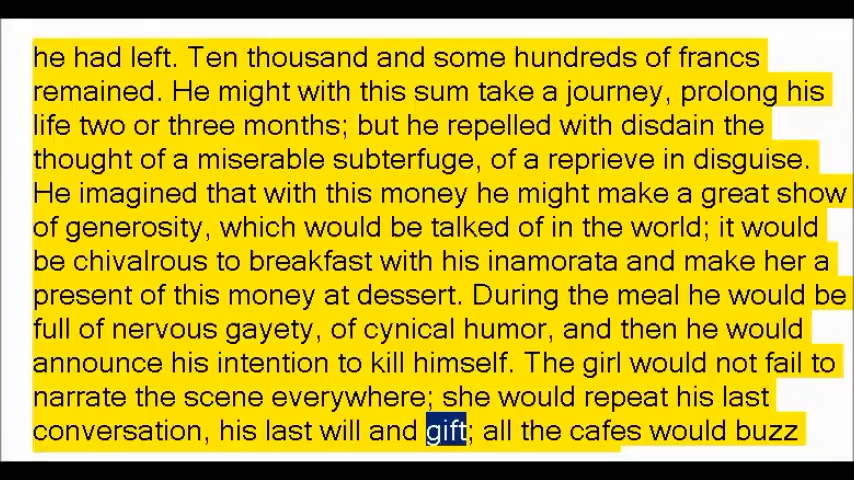 he had left. Ten thousand and some hundreds of francs
remained. He might with this sum take a journey, prolong his
life two or three months; but he repelled with disdain the
thought of a miserable subterfuge, of a reprieve in disguise.
He imagined that with this money he might make a great show
of generosity, which would be talked of in the world; it would
be chivalrous to breakfast with his inamorata and make her a
present of this money at dessert. During the meal he would be
full of nervous gayety, of cynical humor, and then he would
announce his intention to kill himself. The girl would not fail to
narrate the scene everywhere; she would repeat his last
conversation, his last will and gift; all the cafes would buzz